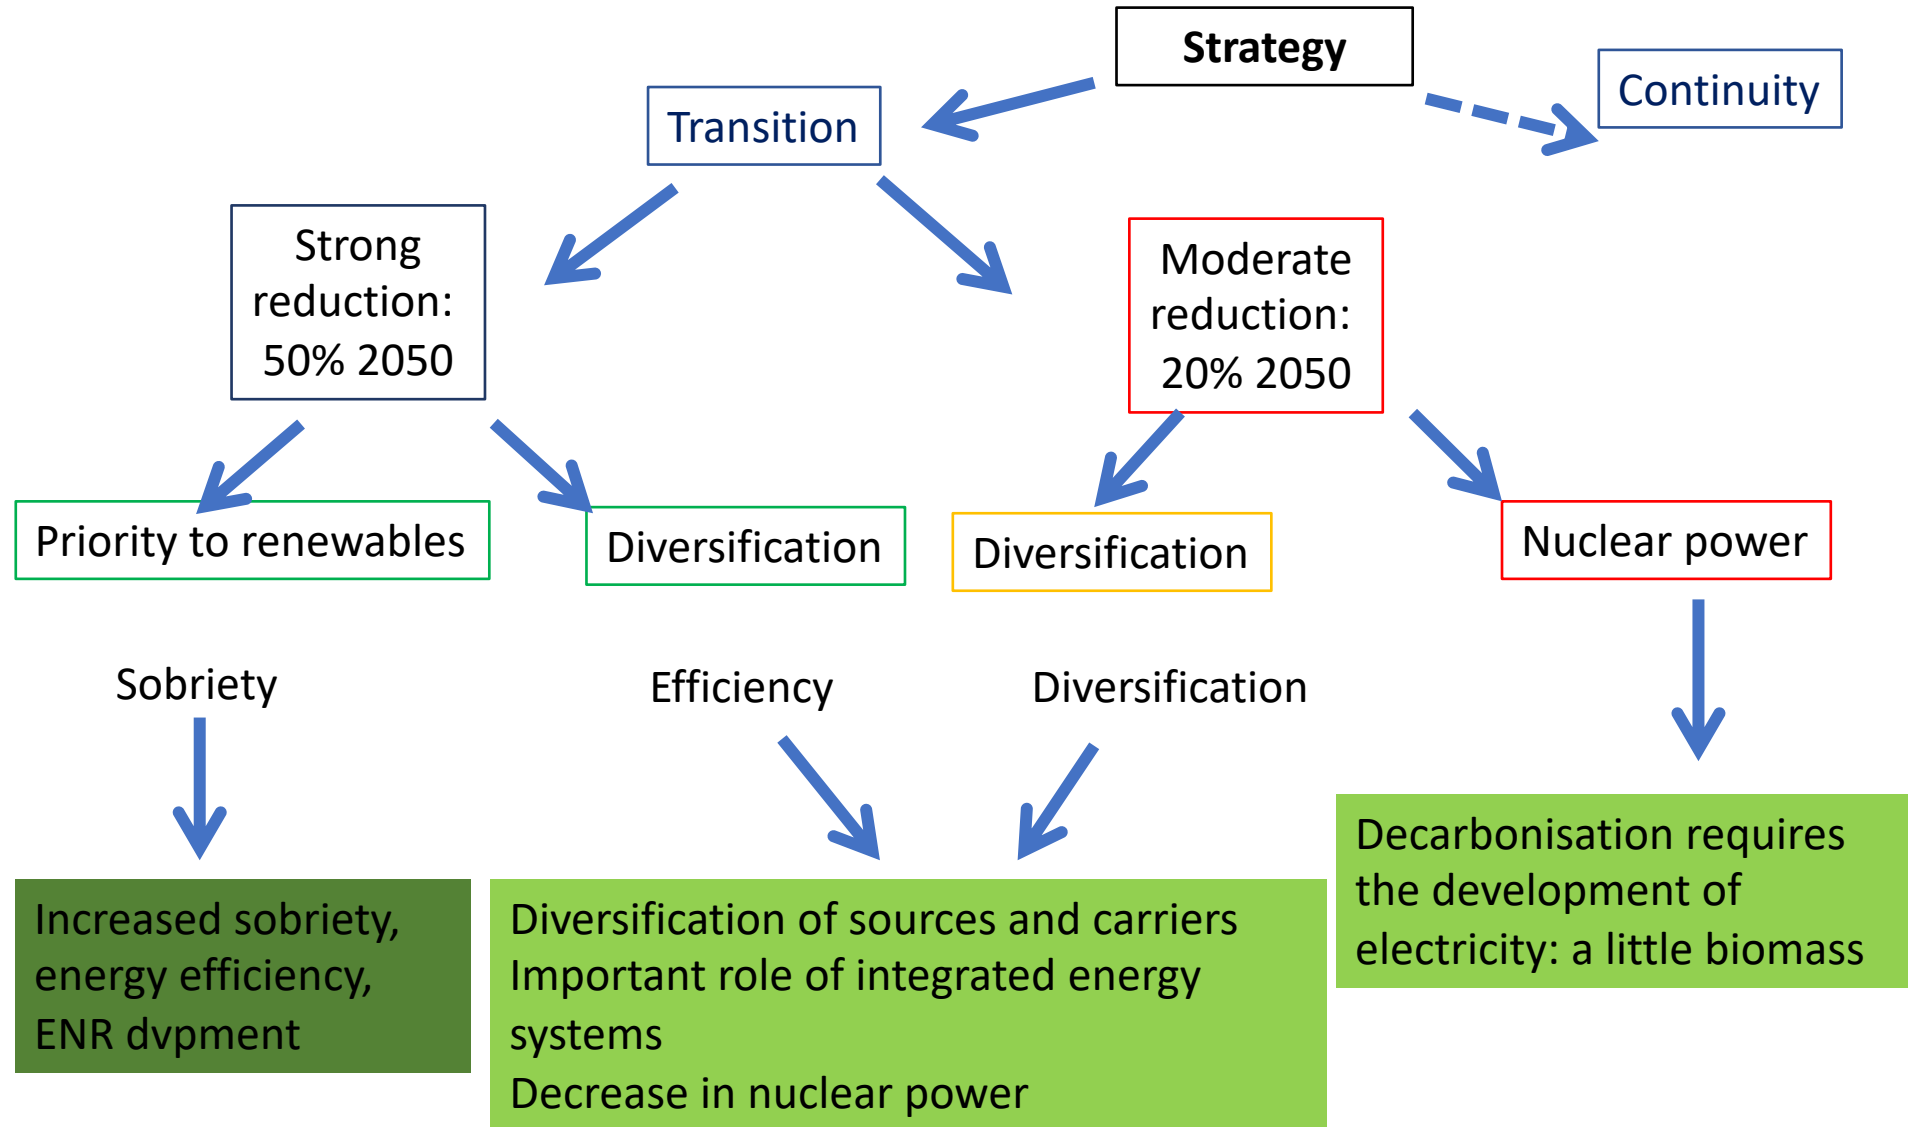 Strategy
Continuity
Transition
Strong
reduction:
50% 2050
Moderate
reduction:
20% 2050
Priority to renewables
Diversification
Diversification
Nuclear power
Sobriety
Efficiency
Diversification
Increased sobriety,
energy efficiency,
ENR dvpment
Diversification of sources and carriers
Important role of integrated energy
systems
Decrease in nuclear power
Decarbonisation requires
the development of
electricity: a little biomass